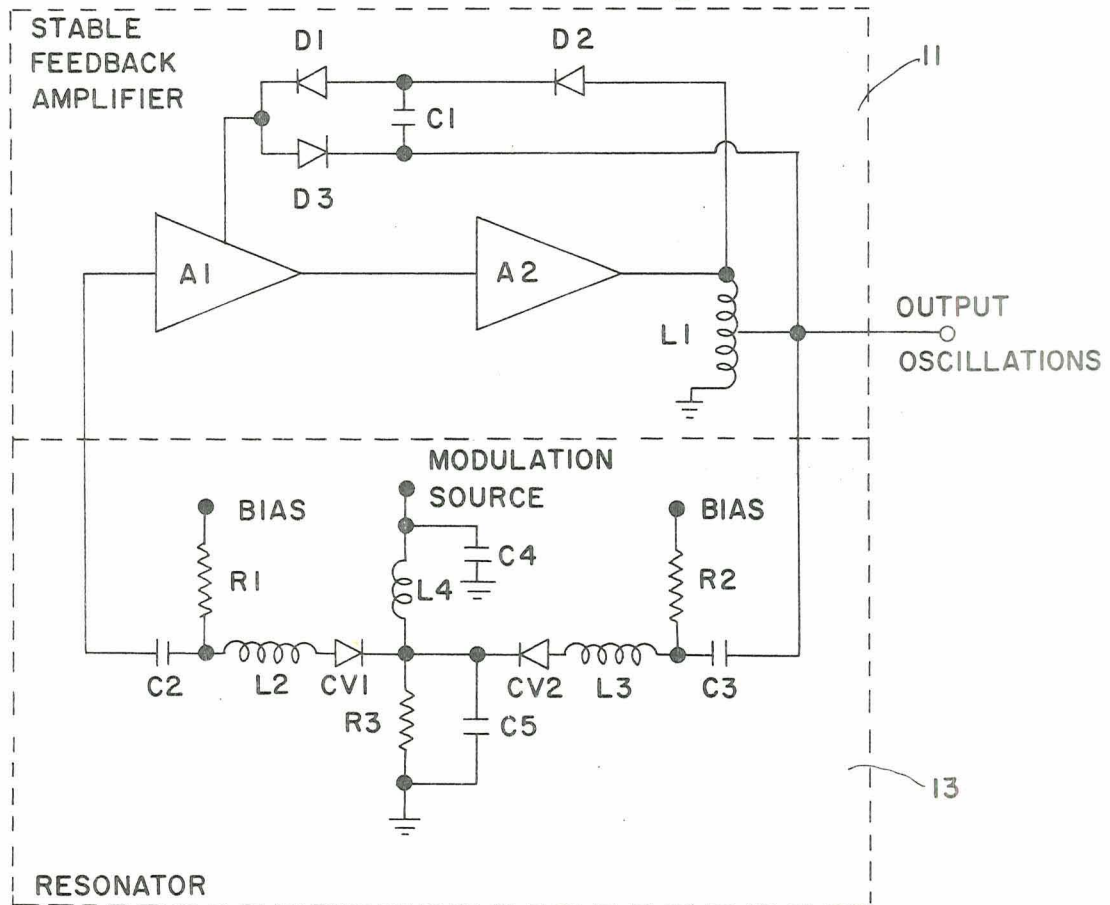 STABLE
FEEDBACK
AMPLIFIER
D1
D2
11
C1
D3
A1
A2
L1
OUTPUT
OSCILLATIONS
MODULATION
SOURCE
BIAS
BIAS
C4
R1
L4
R2
C2
L2
CV1
CV2
L3
C3
R3
C5
13
RESONATOR